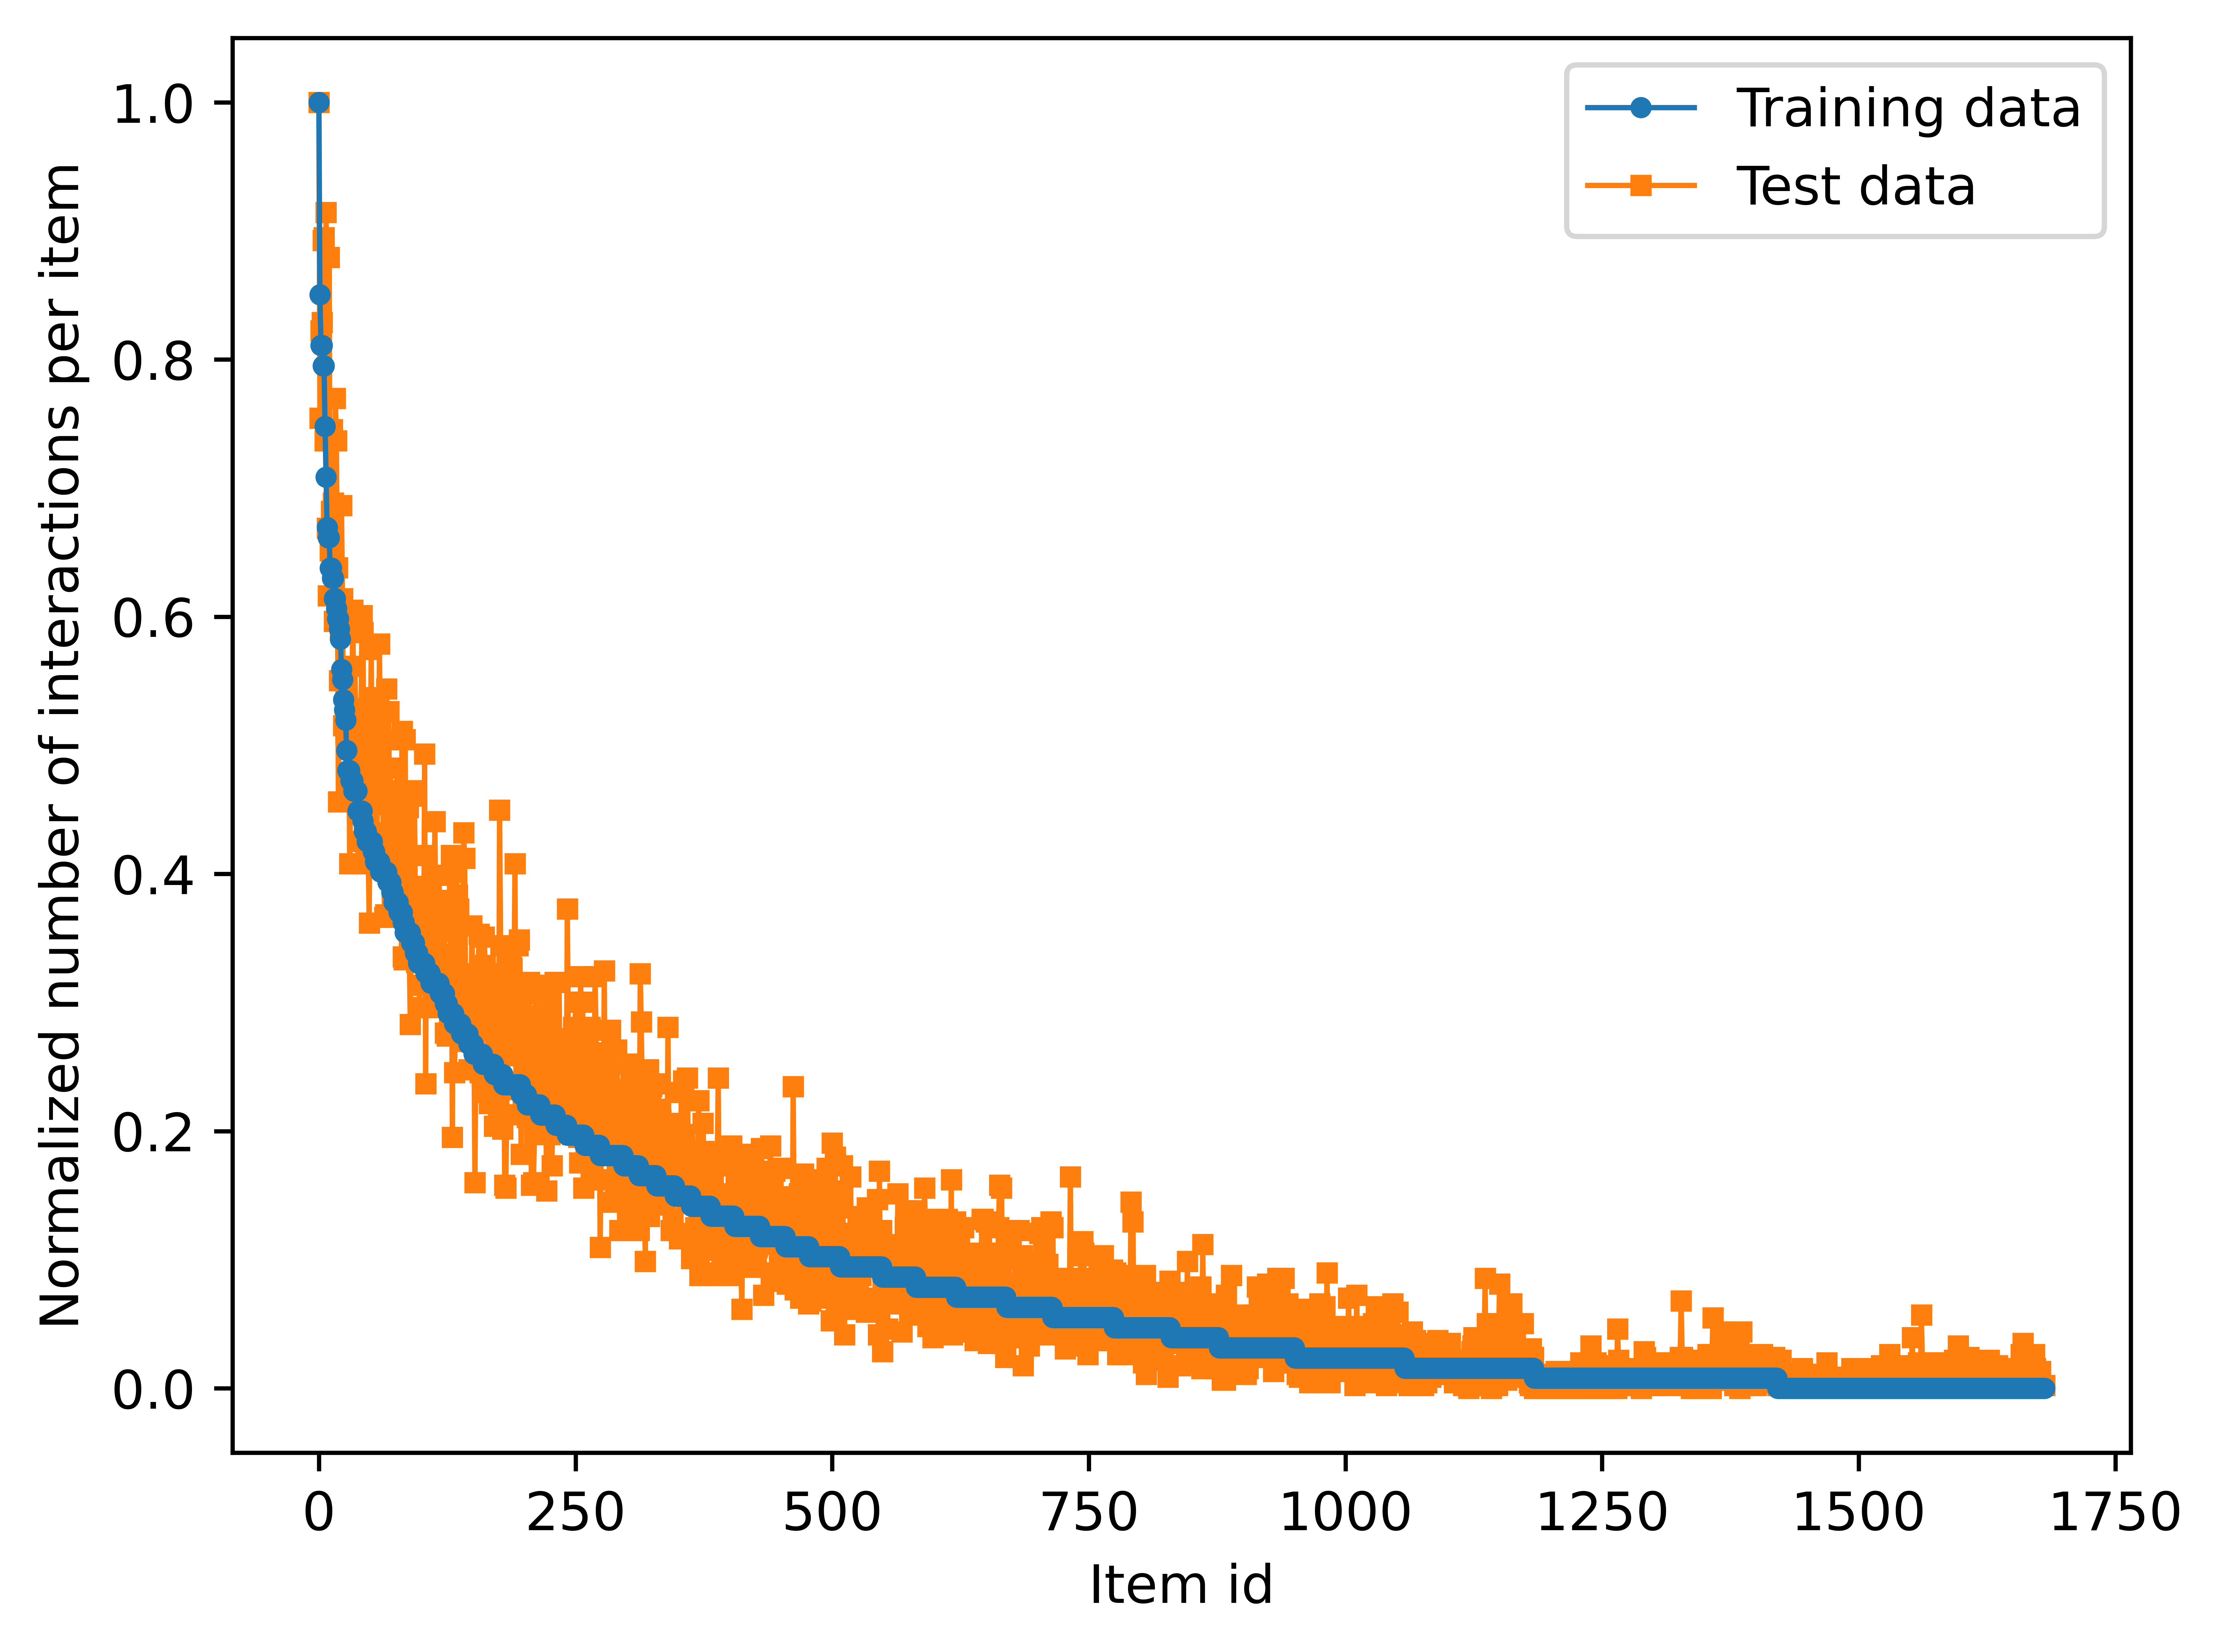 Training data
Test data
Normalized number of interactions per item
1.0
0.8
0.6
0.4
0.2
0.0
0 250 500 750 1000 1250 1500 1750
Item id